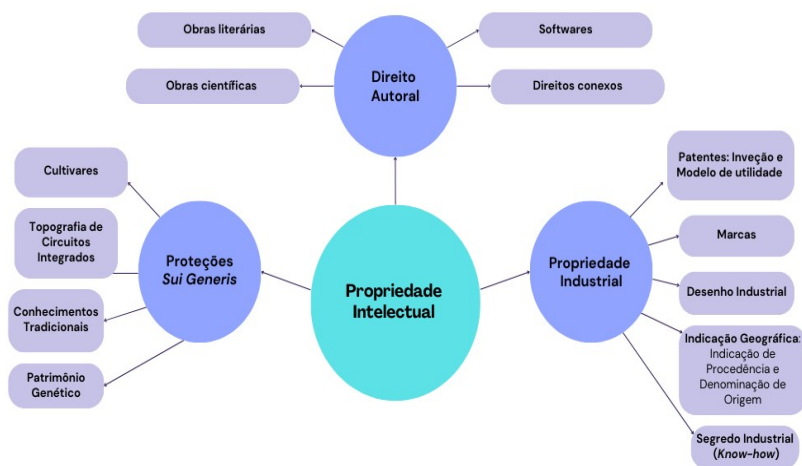 Obras literárias
Softwares
Direito
Autoral
Obras científicas
Direitos conexos
Cultivares
Topografia de
Circuitos
Integrados
Proteções
Sui Generis
Conhecimentos
Tradicionais
Patrimônio
Genético
Propriedade
Intelectual
Propriedade
Industrial
Patentes: Inveção e
Modelo de utilidade
Marcas
Desenho Industrial
Indicação Geográfica:
Indicação de
Procedência e
Denominação de
Origem
Segredo Industrial
(Know-how)